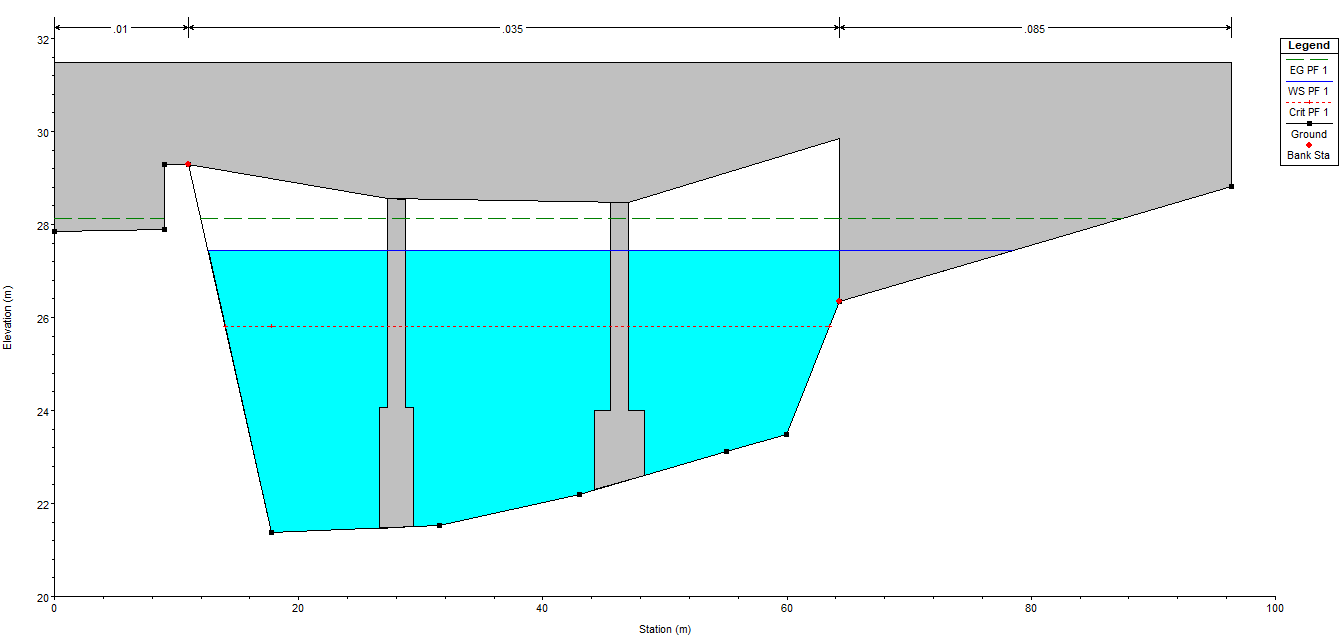 .01 .035 .085
Legend
EG PF 1
WS PF 1
Crit PF 1
Ground
Bank Sta
32
30
28
26
24
22
20
Elevation (m)
0 20 40 60 80 100
Station (m)